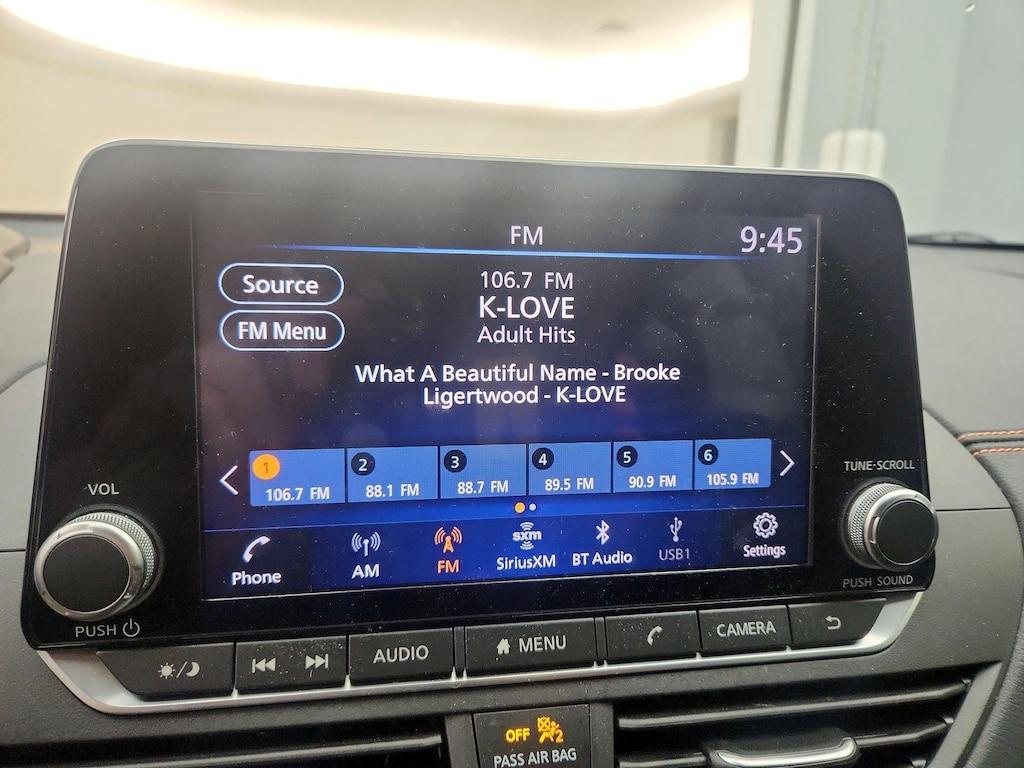 FM
9:45
Source
106.7 FM
K-LOVE
FM Menu
Adult Hits
What A Beautiful Name - Brooke
Ligertwood - K-LOVE
1
106.7 FM
2
88.1 FM
3
88.7 FM
4
89.5 FM
5
90.9 FM
6
105.9 FM
Phone
AM
FM
sxm
SiriusXM
BT Audio
USB1
Settings
VOL
PUSH
TUNE·SCROLL
PUSH SOUND
AUDIO
MENU
CAMERA
OFF 2
PASS AIR BAG